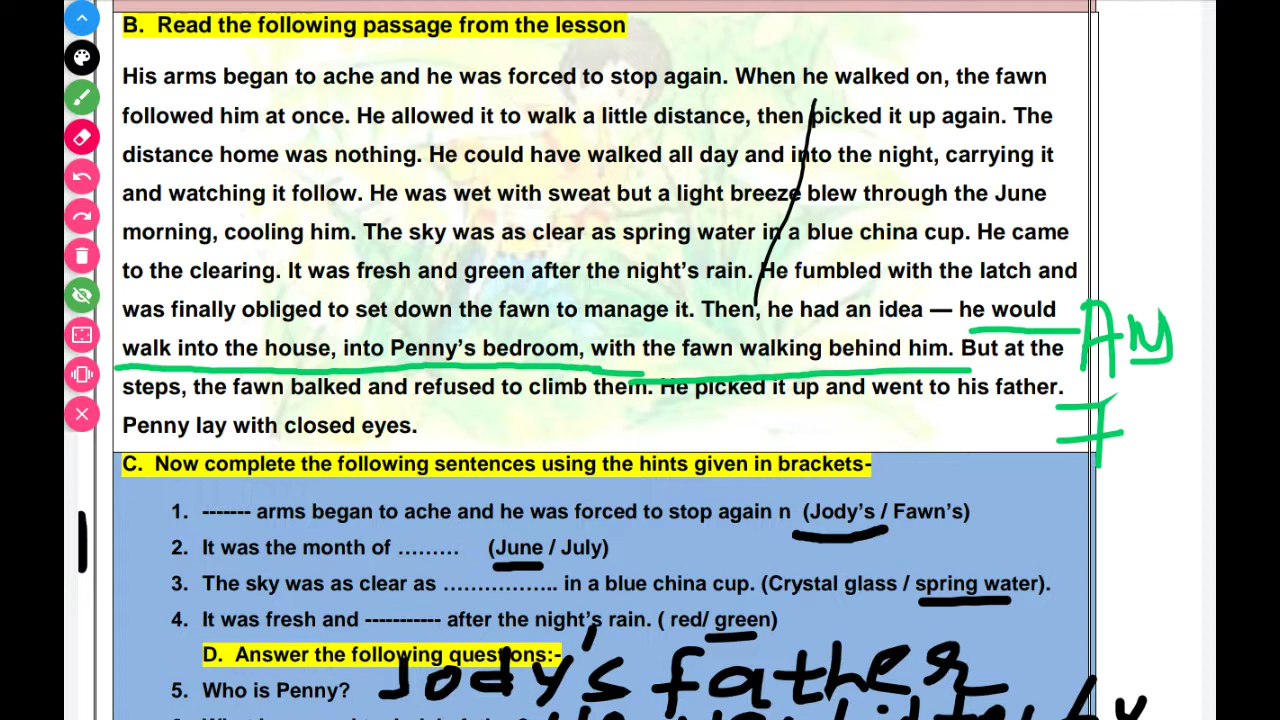 B. Read the following passage from the lesson
His arms began to ache and he was forced to stop again. When he walked on, the fawn
followed him at once. He allowed it to walk a little distance, then picked it up again. The
distance home was nothing. He could have walked all day and into the night, carrying it
and watching it follow. He was wet with sweat but a light breeze blew through the June
morning, cooling him. The sky was as clear as spring water in a blue china cup. He came
to the clearing. It was fresh and green after the night's rain. He fumbled with the latch and
was finally obliged to set down the fawn to manage it. Then, he had an idea — he would
walk into the house, into Penny's bedroom, with the fawn walking behind him. But at the
steps, the fawn balked and refused to climb them. He picked it up and went to his father.
Penny lay with closed eyes.
Ans
7
C. Now complete the following sentences using the hints given in brackets-
1. ------- arms began to ache and he was forced to stop again n (Jody's / Fawn's)
2. It was the month of ……… (June / July)
3. The sky was as clear as …………….. in a blue china cup. (Crystal glass / spring water).
4. It was fresh and ----------- after the night's rain. ( red/ green)
D. Answer the following questions:-
5. Who is Penny? Jody's father